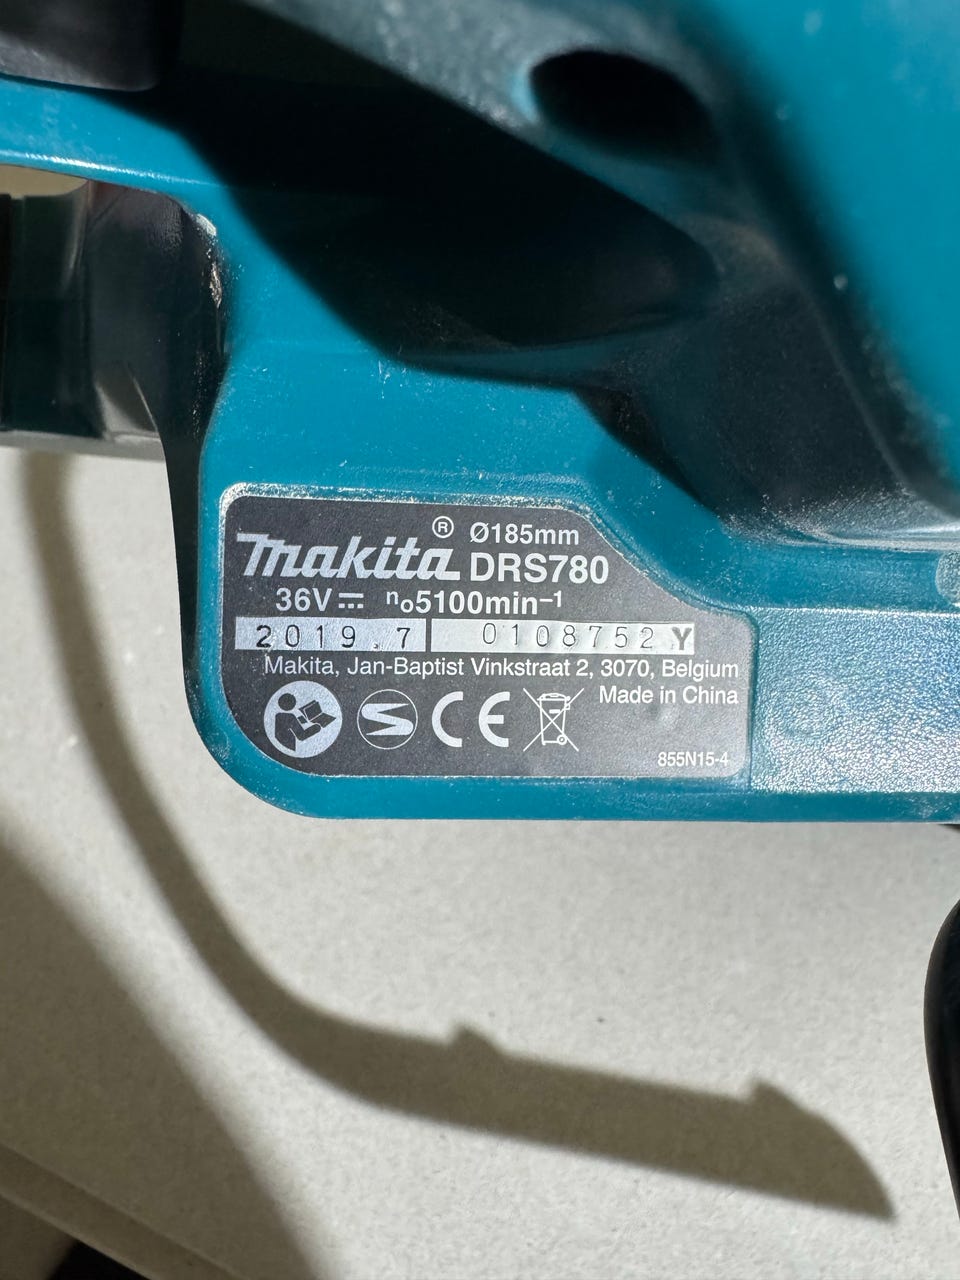 ® Ø185mm
makita DRS780
36V⎓ n₀5100min⁻¹
2019.7 0108752 Y
Makita, Jan-Baptist Vinkstraat 2, 3070, Belgium
Made in China
S CE
855N15-4